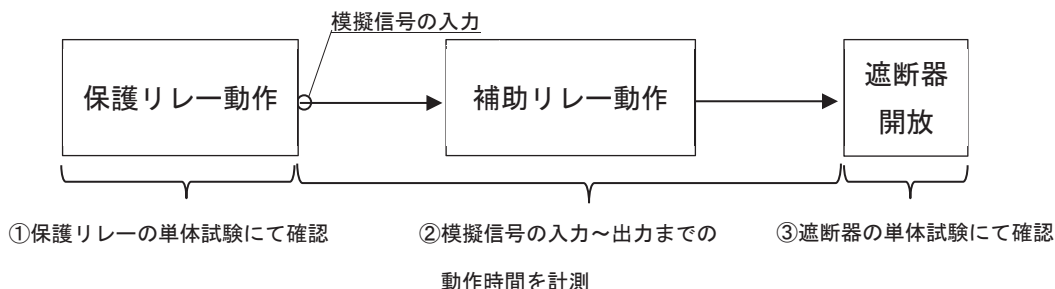 模擬信号の入力
保護リレー動作
補助リレー動作
遮断器
開放
①保護リレーの単体試験にて確認
②模擬信号の入力～出力までの
動作時間を計測
③遮断器の単体試験にて確認